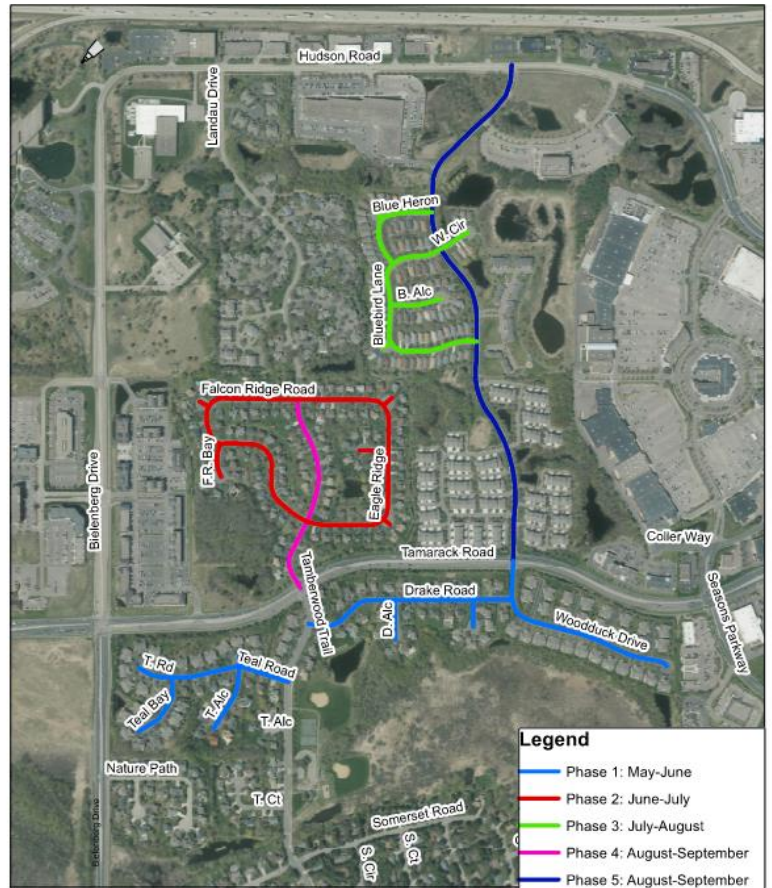 Hudson Road
Landau Drive
Blue Heron
W. Cir
B. Alc
Bluebird Lane
Falcon Ridge Road
F.R. Bay
Eagle Ridge
Bielenberg Drive
Coller Way
Tamarack Road
Tamberwood Trail
Drake Road
D. Alc
Woodduck Drive
Seasons Parkway
T. Rd
Teal Road
Teal Bay
T. Alc
T. Alc
Nature Path
T. Ct
Bielenberg Drive
Somerset Road
S. Cir
S. Ct
Legend
Phase 1: May-June
Phase 2: June-July
Phase 3: July-August
Phase 4: August-September
Phase 5: August-September